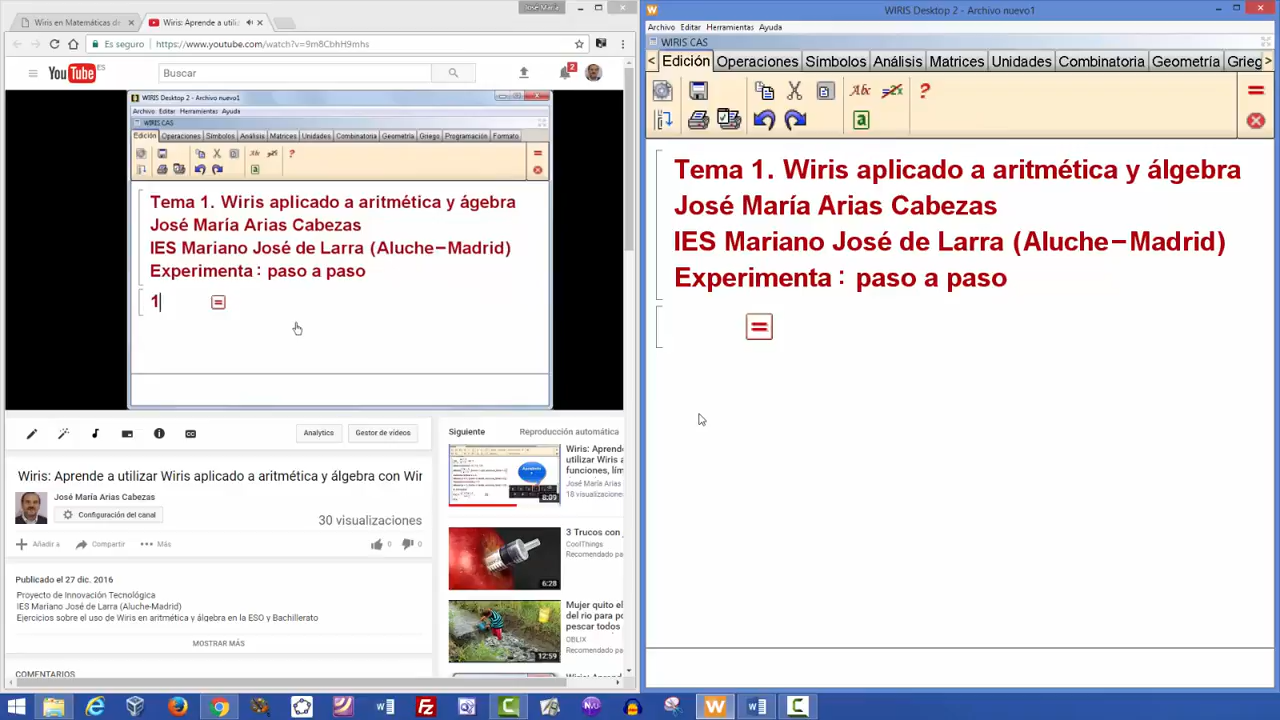 José María
Wiris en Matemáticas de
Wiris: Aprende a utiliz
Es seguro https://www.youtube.com/watch?v=9m8CbhH9mhs
YouTube ES
Buscar
2
WIRIS Desktop 2 - Archivo nuevo1
Archivo Editar Herramientas Ayuda
WIRIS CAS
Edición Operaciones Símbolos Análisis Matrices Unidades Combinatoria Geometría Griego Programación Formato
Tema 1. Wiris aplicado a aritmética y ágebra
José María Arias Cabezas
IES Mariano José de Larra (Aluche-Madrid)
Experimenta: paso a paso
1 =
Analytics
Gestor de vídeos
Wiris: Aprende a utilizar Wirisaplicado a aritmética y álgebra con Wir
José María Arias Cabezas
Configuración del canal
30 visualizaciones
Añadir a Compartir ••• Más
0 0
Publicado el 27 dic. 2016
Proyecto de Innovación Tecnológica
IES Mariano José de Larra (Aluche-Madrid)
Ejercicios sobre el uso de Wiris en aritmética y álgebra en la ESO y Bachillerato
MOSTRAR MÁS
COMENTARIOS
Siguiente
Reproducción automática
Wiris: Aprend
utilizar Wiris a
funciones, lím
José María Arias
18 visualizaciones
8:09
3 Trucos con
CoolThings
Recomendado pa
6:28
Mujer quito el
del rio para po
pescar todos
OBLIX
Recomendado pa
12:59
WIRIS Desktop 2 - Archivo nuevo1
Archivo Editar Herramientas Ayuda
WIRIS CAS
< Edición Operaciones Símbolos Análisis Matrices Unidades Combinatoria Geometría Grieg >
Abc =2x ? =
a
Tema 1. Wiris aplicado a aritmética y álgebra
José María Arias Cabezas
IES Mariano José de Larra (Aluche-Madrid)
Experimenta: paso a paso
=